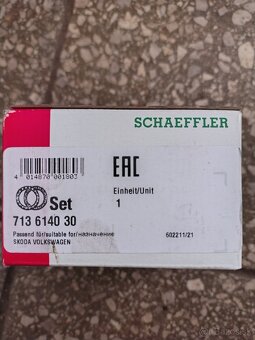 SCHAEFFLER
4 014870 001803
EAC
Set
Einheit/Unit
1
713 6140 30
Passend für/suitable for/назначение
SKODA VOLKSWAGEN
602211/21